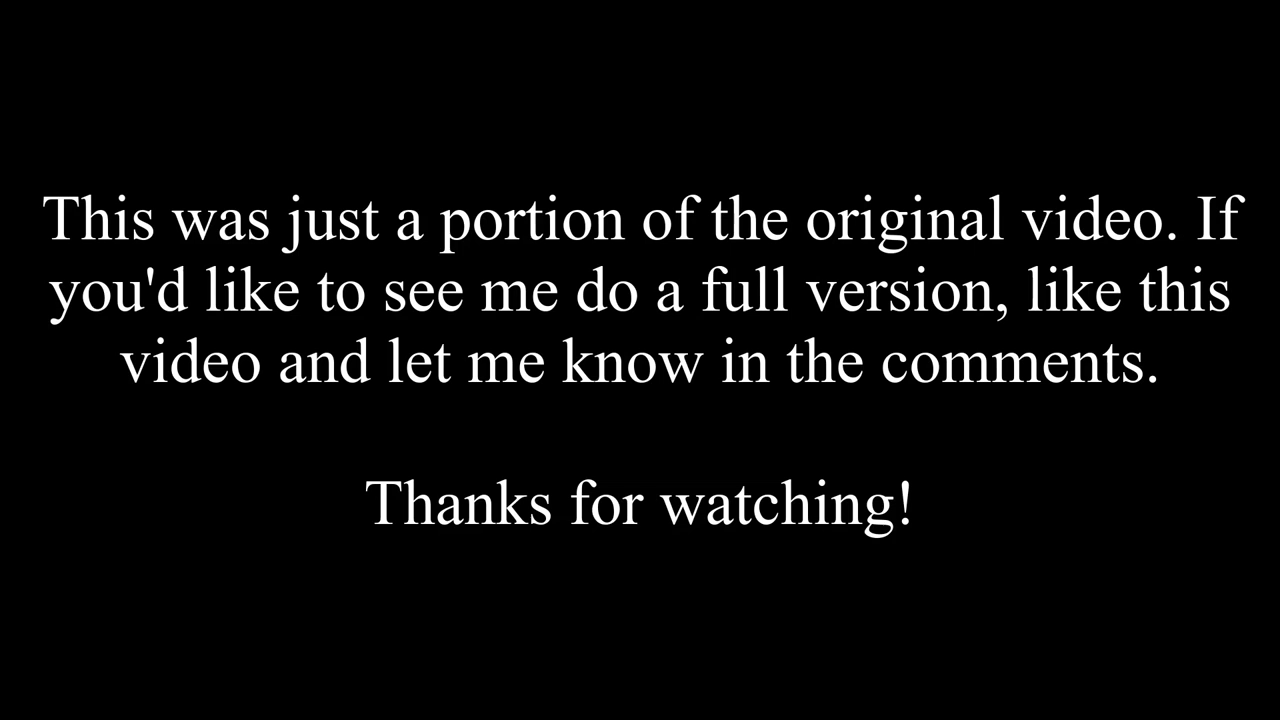 This was just a portion of the original video. If
you'd like to see me do a full version, like this
video and let me know in the comments.
Thanks for watching!